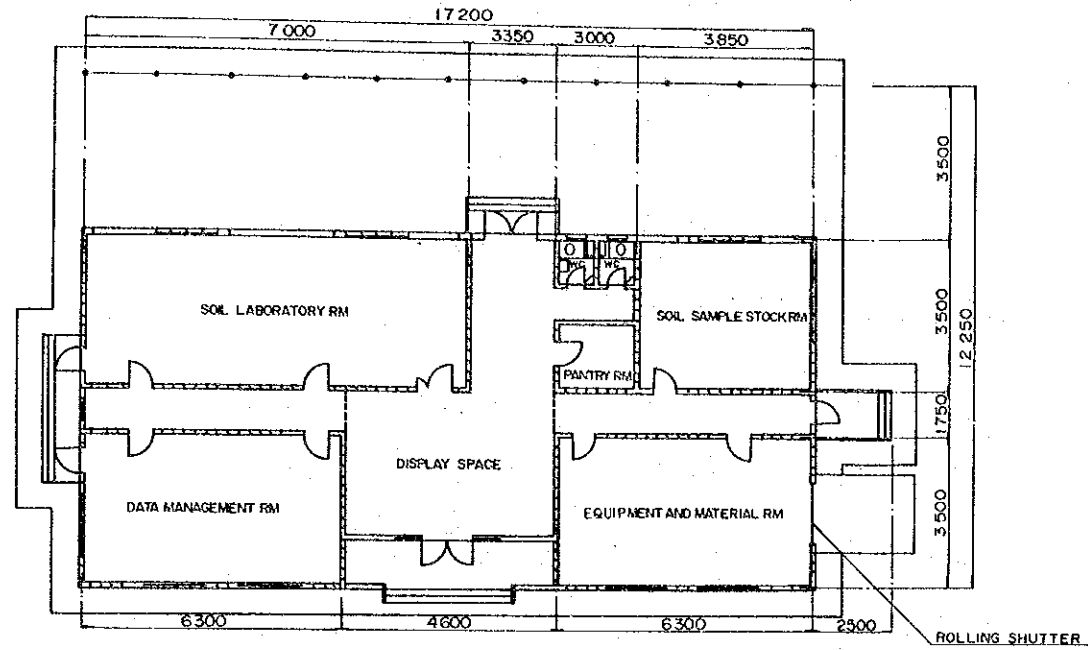 17200
7000 3350 3000 3850
3500
WC WC
SOIL LABORATORY RM
SOIL SAMPLE STOCK RM
3500
12250
PANTRY RM
1750
DISPLAY SPACE
DATA MANAGEMENT RM
EQUIPMENT AND MATERIAL RM
3500
6300 4600 6300 2500
ROLLING SHUTTER